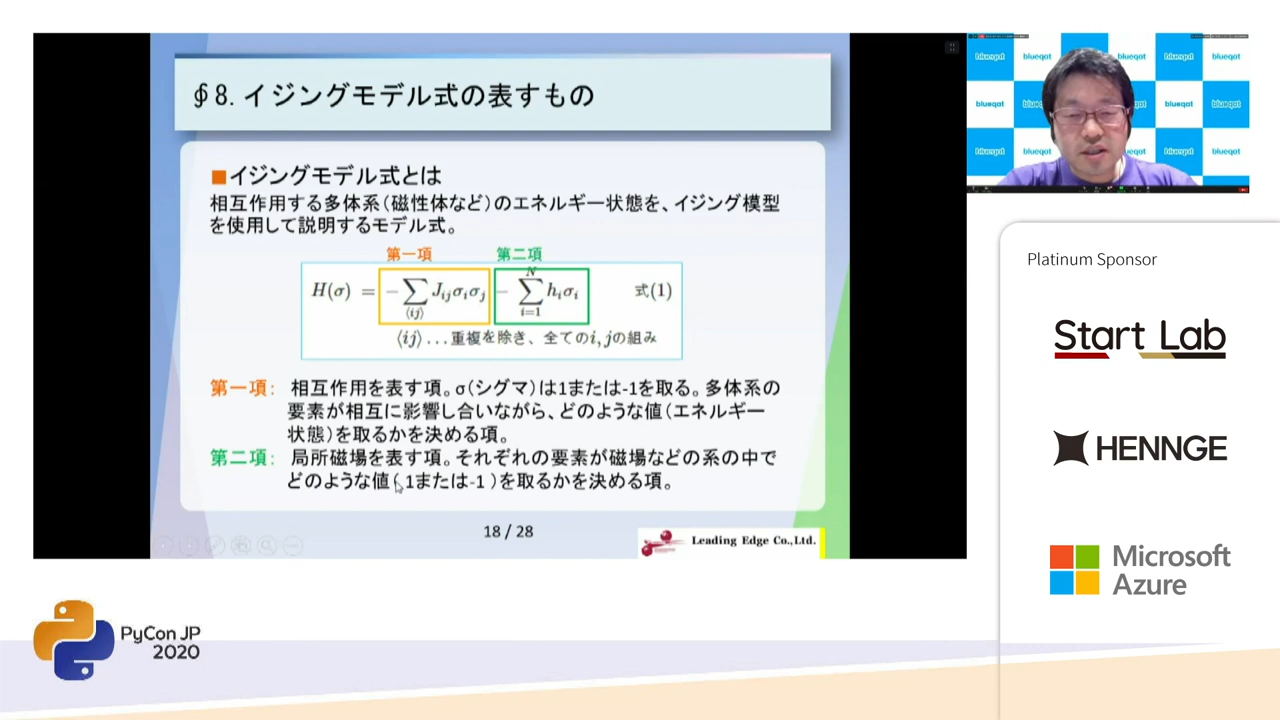 ∮8. イジングモデル式の表すもの
■イジングモデル式とは
相互作用する多体系(磁性体など)のエネルギー状態を、イジング模型
を使用して説明するモデル式。
第一項 第二項
H(σ) = −∑⟨ij⟩ Jijσiσj − ∑i=1N hiσi 式(1)
⟨ij⟩ ...重複を除き、全てのi, jの組み
第一項: 相互作用を表す項。σ(シグマ)は1または-1を取る。多体系の
要素が相互に影響し合いながら、どのような値(エネルギー
状態)を取るかを決める項。
第二項: 局所磁場を表す項。それぞれの要素が磁場などの系の中で
どのような値(1または-1)を取るかを決める項。
18 / 28
Leading Edge Co.,Ltd.
blueqat blueqat blueqat
blueqat blueqat blueqat
blueqat blueqat blueqat blueqat
Platinum Sponsor
Start Lab
HENNGE
Microsoft
Azure
PyCon JP
2020